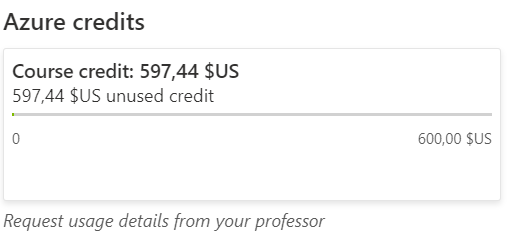 Azure credits
Course credit: 597,44 $US
597,44 $US unused credit
0 600,00 $US
Request usage details from your professor